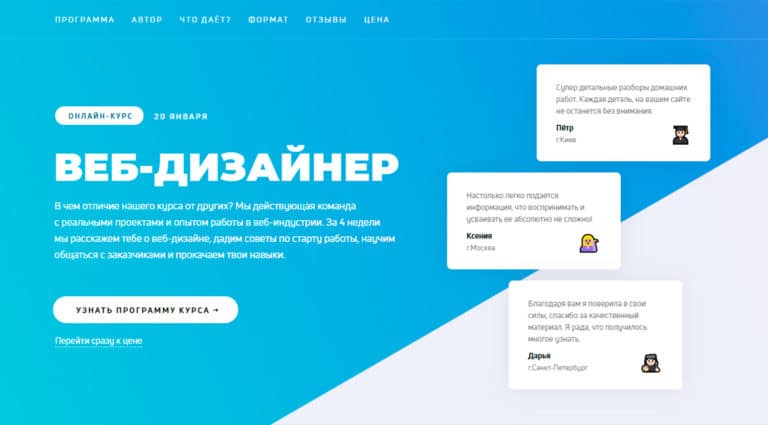 ПРОГРАММА АВТОР ЧТО ДАЁТ? ФОРМАТ ОТЗЫВЫ ЦЕНА
ОНЛАЙН-КУРС 20 ЯНВАРЯ
ВЕБ-ДИЗАЙНЕР
В чем отличие нашего курса от других? Мы действующая команда
с реальными проектами и опытом работы в веб-индустрии. За 4 недели
мы расскажем тебе о веб-дизайне, дадим советы по старту работы, научим
общаться с заказчиками и прокачаем твои навыки.
УЗНАТЬ ПРОГРАММУ КУРСА →
Перейти сразу к цене
Супер детальные разборы домашних
работ. Каждая деталь, на вашем сайте
не останется без внимания.
Пётр
г.Киев
Настолько легко подается
информация, что воспринимать и
усваивать ее абсолютно не сложно!
Ксения
г.Москва
Благодаря вам я поверила в свои
силы, спасибо за качественный
материал. Я рада, что получилось
многое узнать.
Дарья
г.Санкт-Петербург